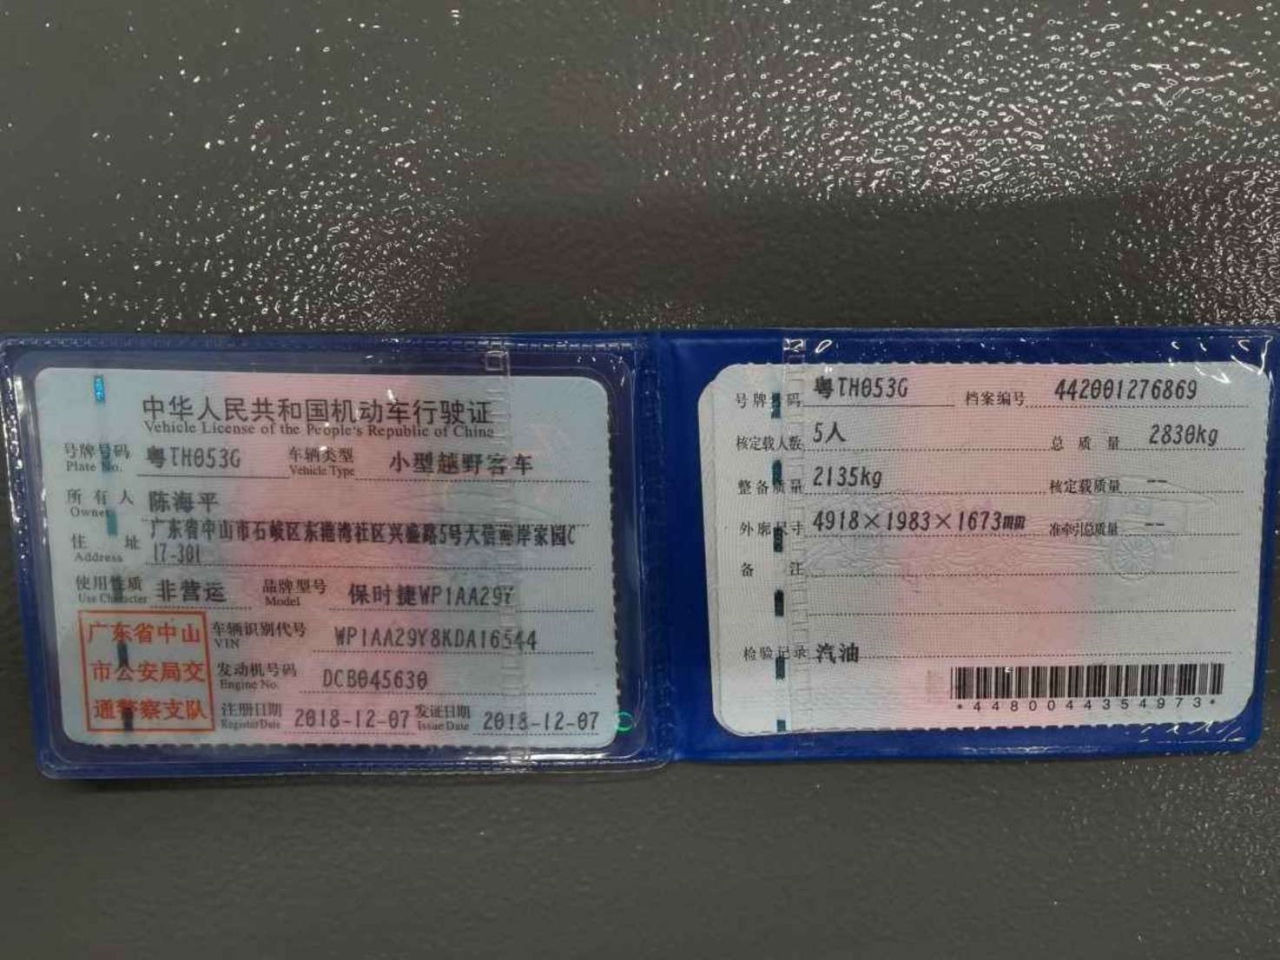 中华人民共和国机动车行驶证
Vehicle License of the People's Republic of China
号牌号码 粤TH053G 车辆类型 小型越野客车
Plate No. Vehicle Type
所有人 陈海平
Owner
住址 广东省中山市石岐区东港湾社区兴盛路5号大信海岸家园C
Address 17-301
使用性质 非营运 品牌型号 保时捷WP1AA29Y
Use Character Model
广东省中山
市公安局交
通警察支队
车辆识别代号 WP1AA29Y8KDA16544
VIN
发动机号码 DCB045630
Engine No.
注册日期 2018-12-07 发证日期 2018-12-07
Register Date Issue Date
号牌号码 粤TH053G 档案编号 442001276869
核定载人数 5人 总质量 2830kg
整备质量 2135kg 核定载质量 --
外廓尺寸 4918×1983×1673mm 准牵引总质量 --
备注
检验记录 汽油
*4480044354973*